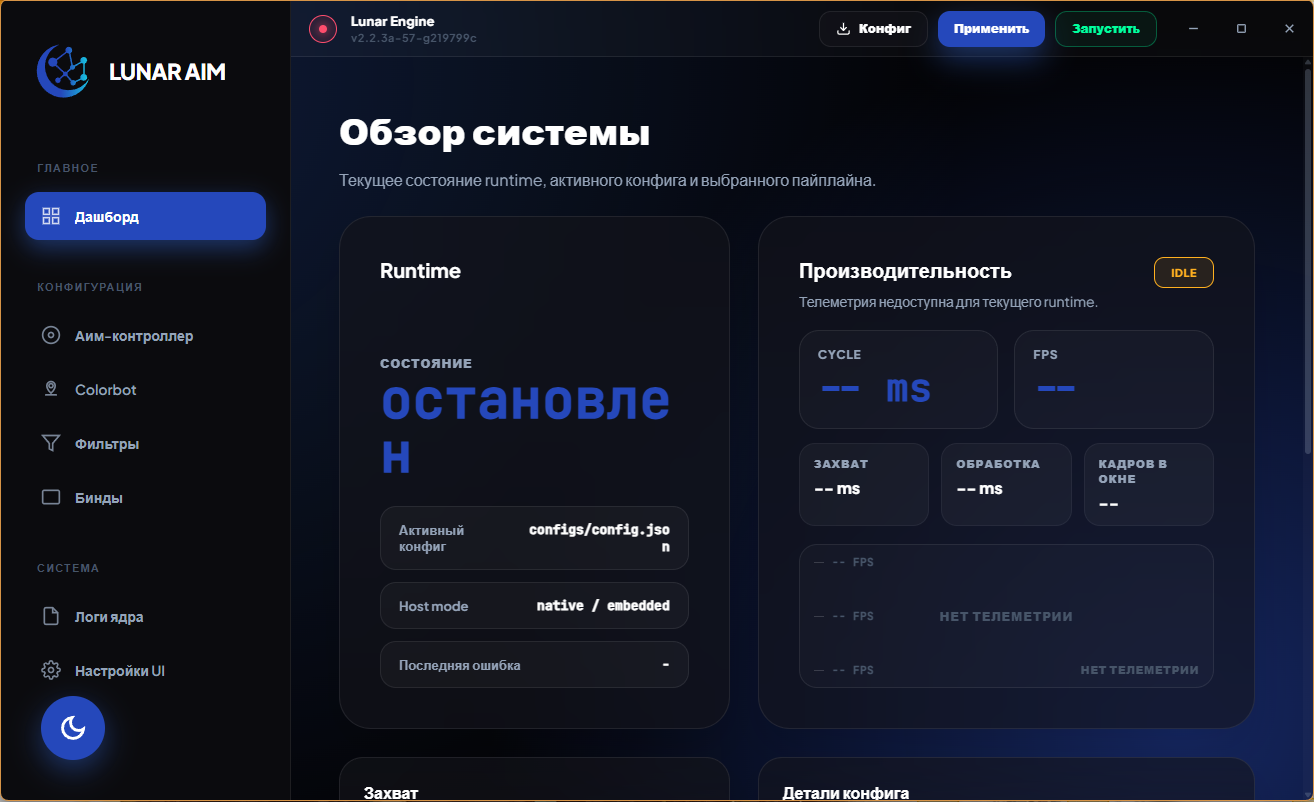 LUNAR AIM
ГЛАВНОЕ
Дашборд
КОНФИГУРАЦИЯ
Аим-контроллер
Colorbot
Фильтры
Бинды
СИСТЕМА
Логи ядра
Настройки UI
Lunar Engine
v2.2.3a-57-g219799c
Конфиг
Применить
Запустить
Обзор системы
Текущее состояние runtime, активного конфига и выбранного пайплайна.
Runtime
СОСТОЯНИЕ
остановле
н
Активный
конфиг
configs/config.jso
n
Host mode
native / embedded
Последняя ошибка
-
Производительность
IDLE
Телеметрия недоступна для текущего runtime.
CYCLE
-- ms
FPS
--
ЗАХВАТ
-- ms
ОБРАБОТКА
-- ms
КАДРОВ В
ОКНЕ
--
— -- FPS
— -- FPS
НЕТ ТЕЛЕМЕТРИИ
— -- FPS
НЕТ ТЕЛЕМЕТРИИ
Захват
Детали конфига